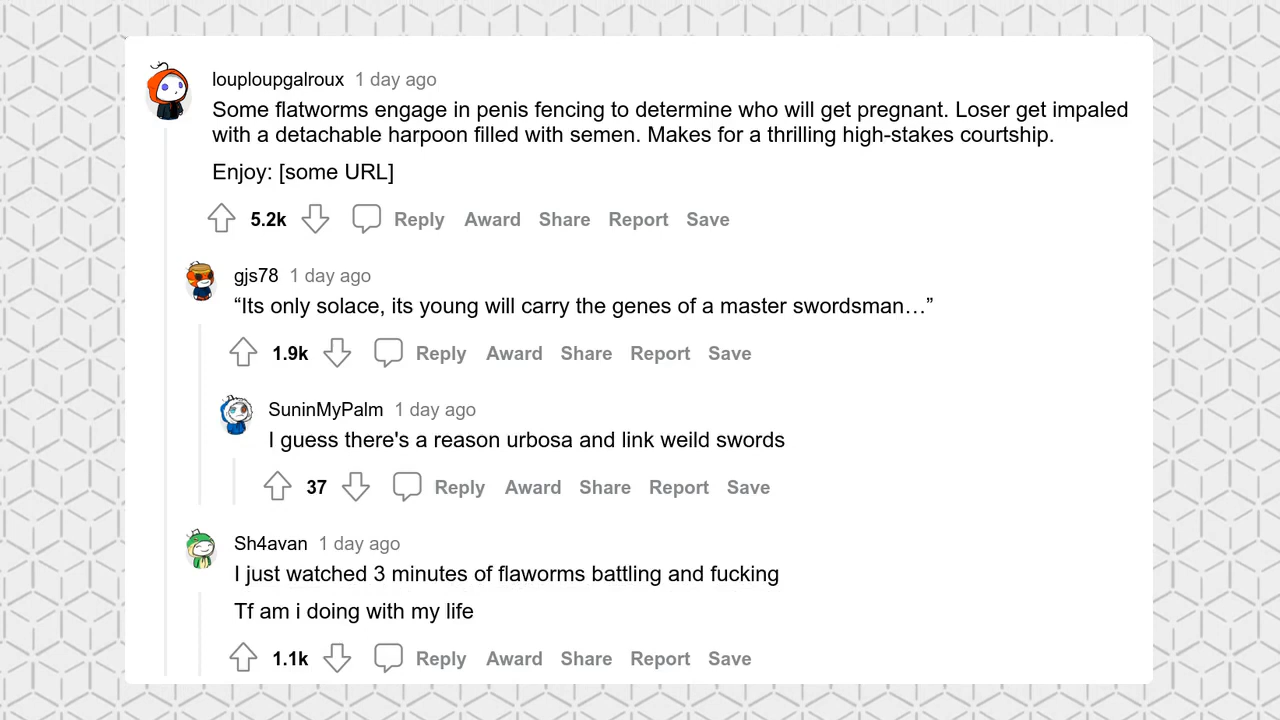 louploupgalroux 1 day ago
Some flatworms engage in penis fencing to determine who will get pregnant. Loser get impaled
with a detachable harpoon filled with semen. Makes for a thrilling high-stakes courtship.
Enjoy: [some URL]
5.2k Reply Award Share Report Save
gjs78 1 day ago
“Its only solace, its young will carry the genes of a master swordsman…”
1.9k Reply Award Share Report Save
SuninMyPalm 1 day ago
I guess there's a reason urbosa and link weild swords
37 Reply Award Share Report Save
Sh4avan 1 day ago
I just watched 3 minutes of flaworms battling and fucking
Tf am i doing with my life
1.1k Reply Award Share Report Save